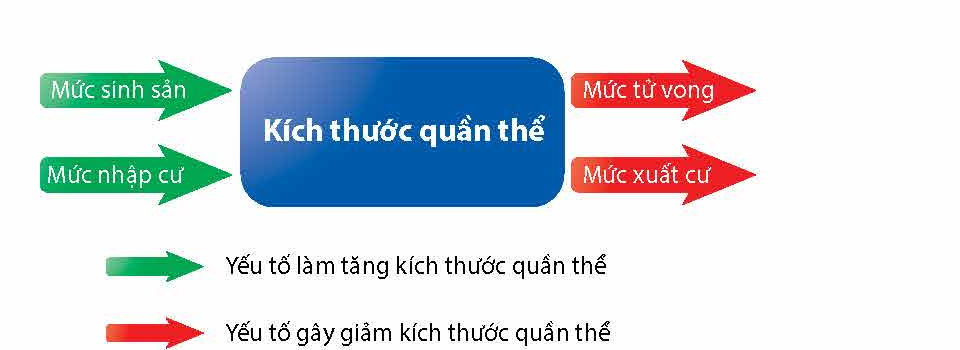 Mức sinh sản
Mức tử vong
Kích thước quần thể
Mức nhập cư
Mức xuất cư
Yếu tố làm tăng kích thước quần thể
Yếu tố gây giảm kích thước quần thể